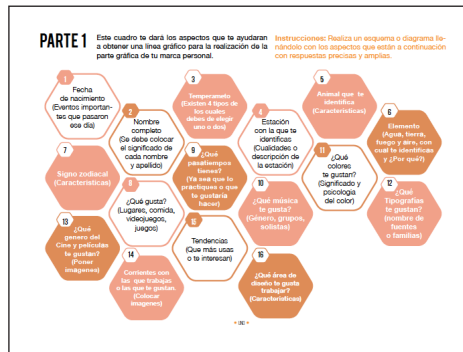 PARTE 1
Este cuadro te dará los aspectos que te ayudaran
a obtener una línea gráfico para la realización de la
parte gráfica de tu marca personal.
Instrucciones: Realiza un esquema o diagrama lle-
nándolo con los aspectos que están a continuación
con respuestas precisas y amplias.
1
Fecha
de nacimiento
(Eventos importan-
tes que pasaron
ese día)
2
Nombre
completo
(Se debe colocar
el significado de
cada nombre
y apellido)
3
Temperameto
(Existen 4 tipos de
los cuales
debes de elegir
uno o dos)
4
Estación
con la que te
identificas
(Cualidades o
descripción de
la estación)
5
Animal que te
identifica
(Características)
6
Elemento
(Agua, tierra,
fuego y aire, con
cuál te identificas
y ¿Por qué?)
7
Signo zodiacal
(Características)
8
¿Qué gusta?
(Lugares, comida,
videojuegos,
juegos)
9
¿Qué
pasatiempos
tienes?
(Ya sea que lo
práctiques o que
te gustaría
hacer)
10
¿Qué música
te gusta?
(Género, grupos,
solistas)
11
¿Qué
colores
te gustan?
(Significado y
psicología
del color)
12
¿Qué
Tipografías
te gustan?
(nombre de
fuentes
o familias)
13
¿Qué
genero del
Cine y películas
te gustan?
(Poner
imágenes)
14
Corrientes son
las que trabajas
o las que te gustan.
(Colocar
imagenes)
15
Tendencias
(Que más usas
o te interesan)
16
¿Qué área de
diseño te gusta
trabajar?
(Características)
• UNO •